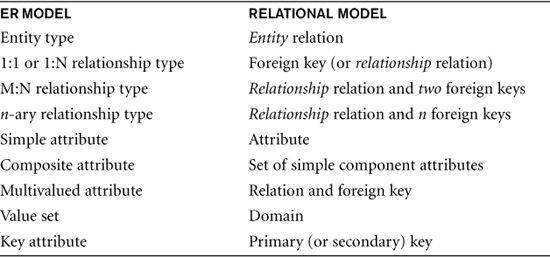 ER MODEL RELATIONAL MODEL
Entity type Entity relation
1:1 or 1:N relationship type Foreign key (or relationship relation)
M:N relationship type Relationship relation and two foreign keys
n-ary relationship type Relationship relation and n foreign keys
Simple attribute Attribute
Composite attribute Set of simple component attributes
Multivalued attribute Relation and foreign key
Value set Domain
Key attribute Primary (or secondary) key